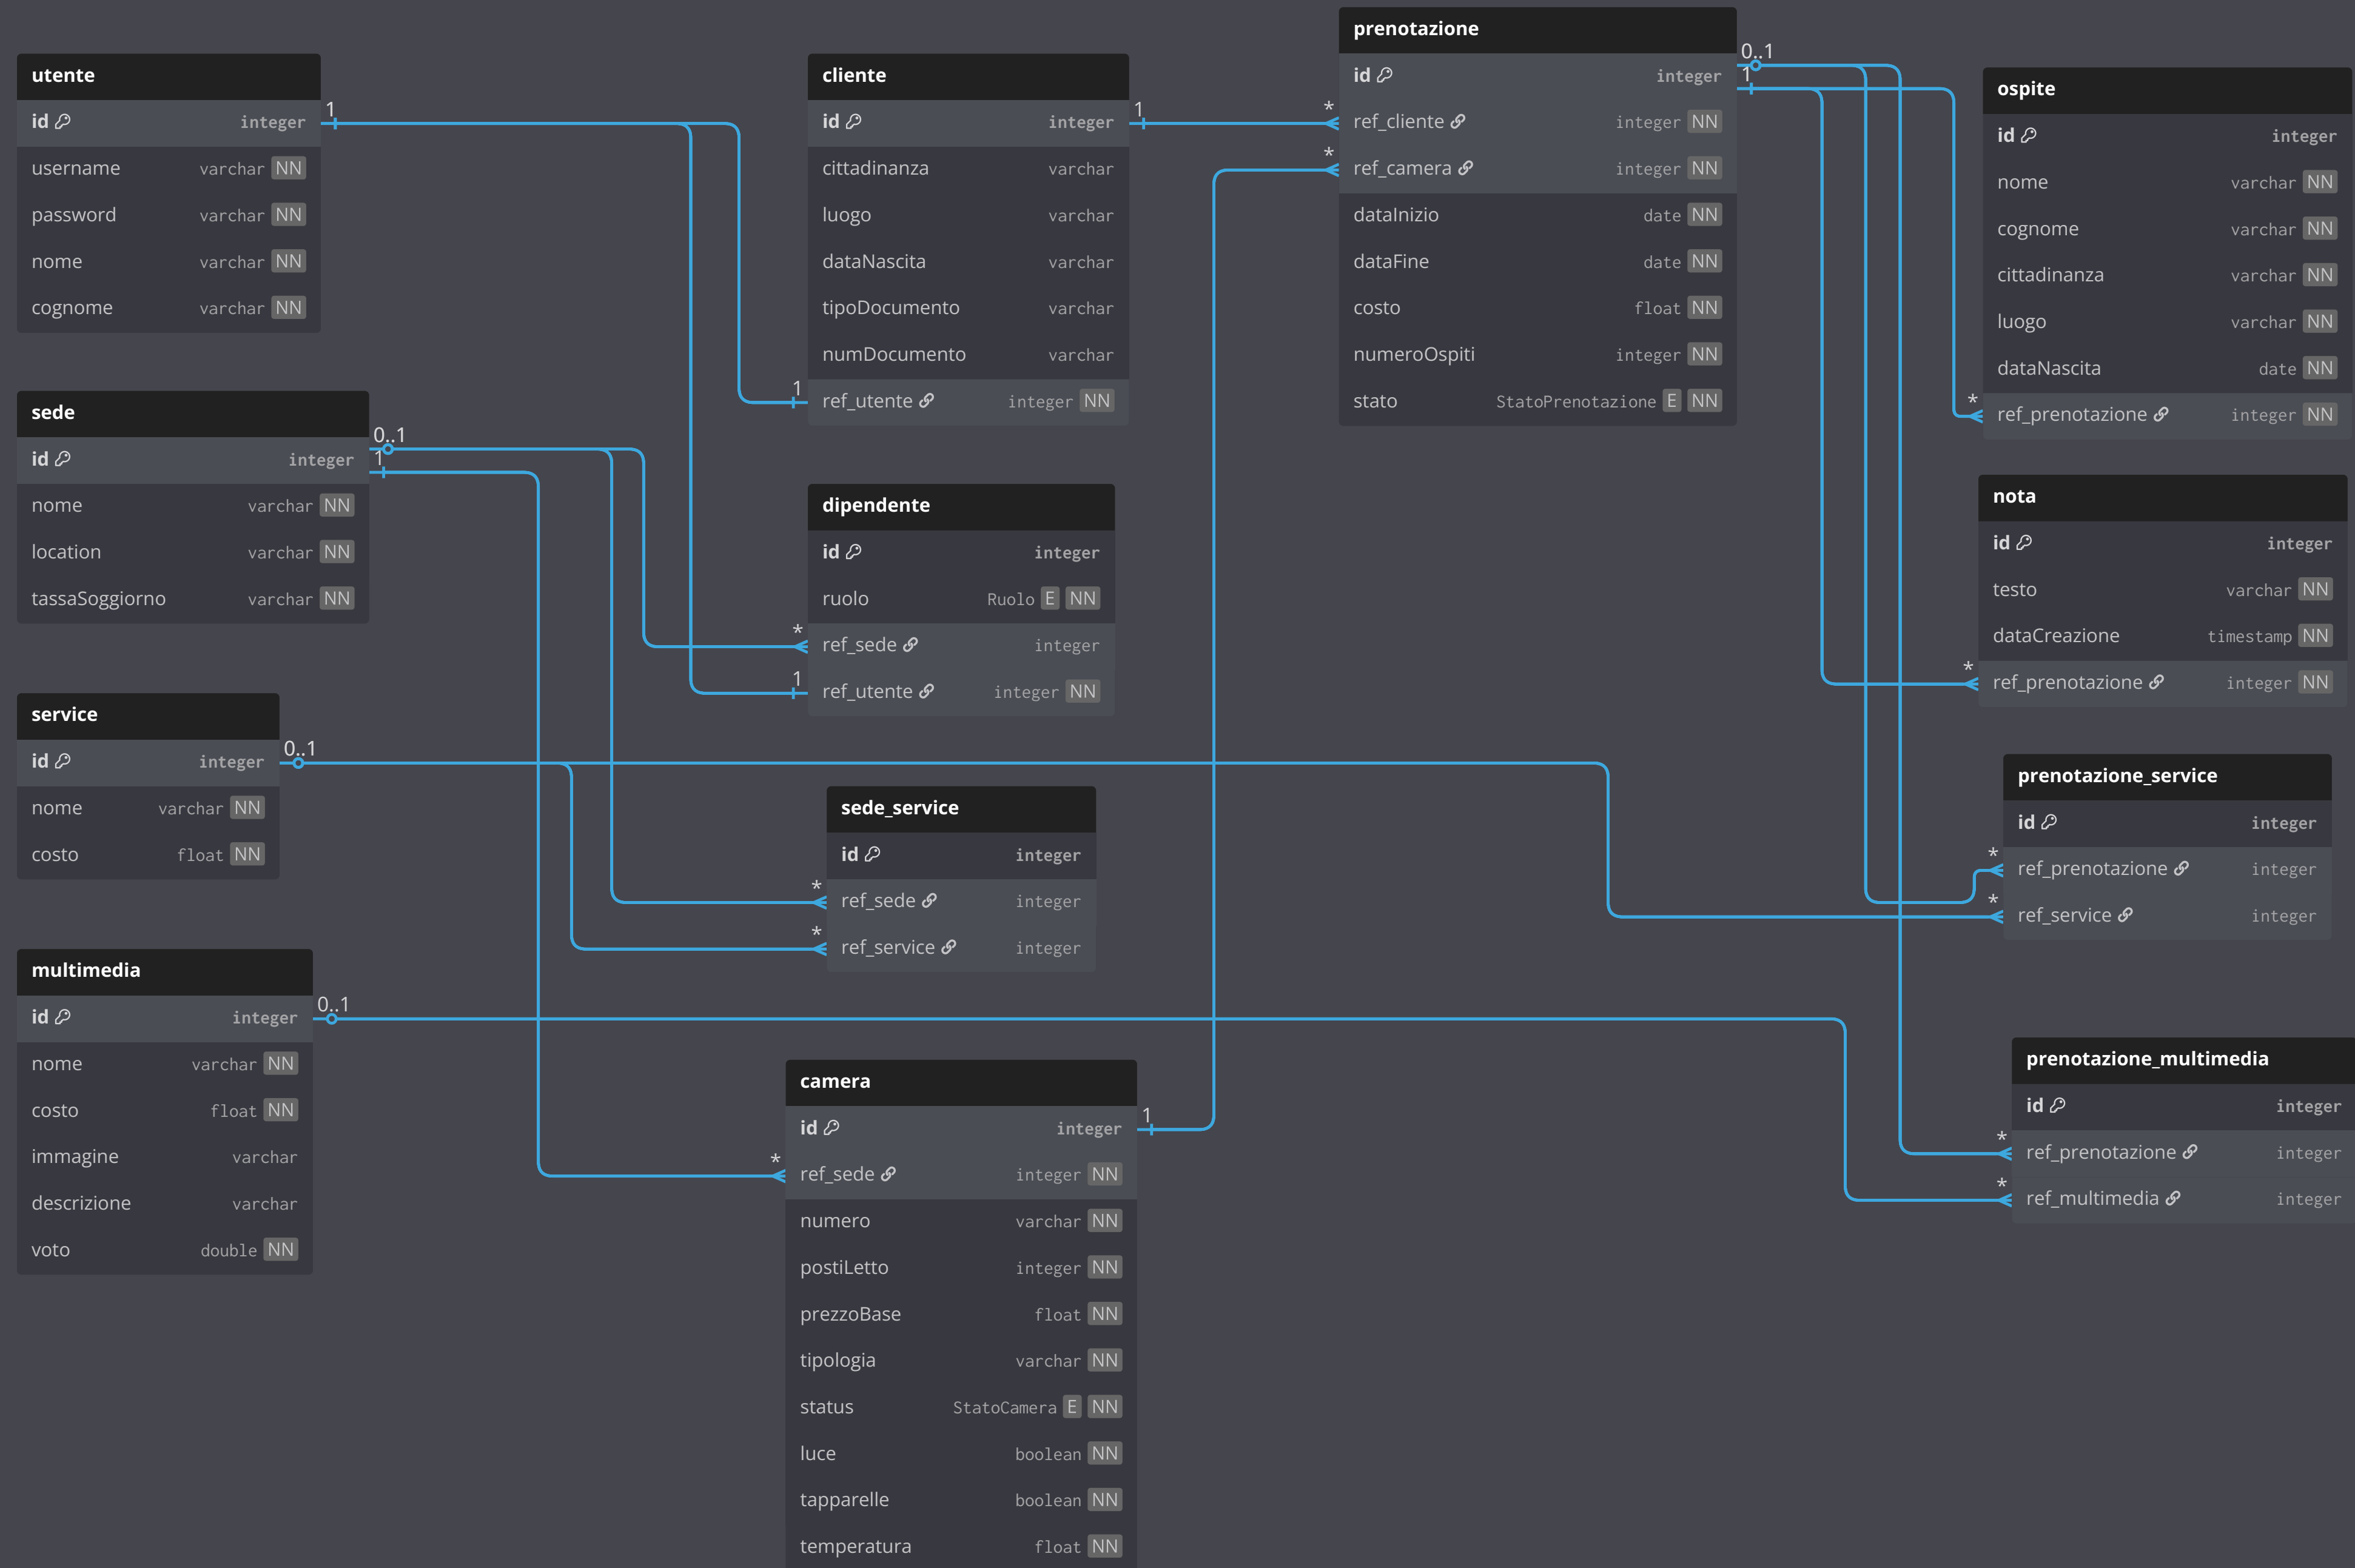 utente
id integer
username varchar NN
password varchar NN
nome varchar NN
cognome varchar NN
1
sede
id integer
nome varchar NN
location varchar NN
tassaSoggiorno varchar NN
0..1
1
service
id integer
nome varchar NN
costo float NN
0..1
multimedia
id integer
nome varchar NN
costo float NN
immagine varchar
descrizione varchar
voto double NN
0..1
cliente
id integer
cittadinanza varchar
luogo varchar
dataNascita varchar
tipoDocumento varchar
numDocumento varchar
1 ref_utente integer NN
1
dipendente
id integer
ruolo Ruolo E NN
* ref_sede integer
1 ref_utente integer NN
sede_service
id integer
* ref_sede integer
* ref_service integer
camera
id integer
1
* ref_sede integer NN
numero varchar NN
postiLetto integer NN
prezzoBase float NN
tipologia varchar NN
status StatoCamera E NN
luce boolean NN
tapparelle boolean NN
temperatura float NN
prenotazione
id integer
0..1
1
* ref_cliente integer NN
* ref_camera integer NN
dataInizio date NN
dataFine date NN
costo float NN
numeroOspiti integer NN
stato StatoPrenotazione E NN
ospite
id integer
nome varchar NN
cognome varchar NN
cittadinanza varchar NN
luogo varchar NN
dataNascita date NN
* ref_prenotazione integer NN
nota
id integer
testo varchar NN
dataCreazione timestamp NN
* ref_prenotazione integer NN
prenotazione_service
id integer
* ref_prenotazione integer
* ref_service integer
prenotazione_multimedia
id integer
* ref_prenotazione integer
* ref_multimedia integer